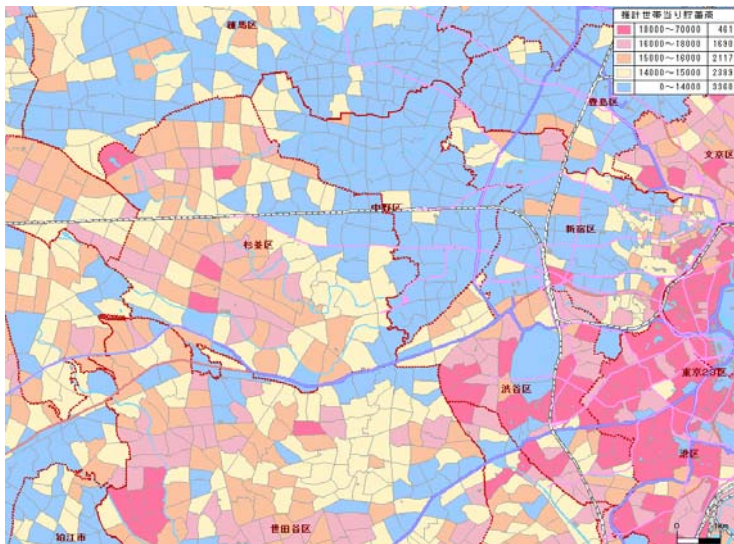 推計世帯当り貯蓄高
18000～70000 461
16000～18000 1690
15000～16000 2117
14000～15000 2389
0～14000 3360
練馬区
豊島区
文京区
中野区
新宿区
杉並区
東京23区
渋谷区
港区
世田谷区
狛江市
0 1km